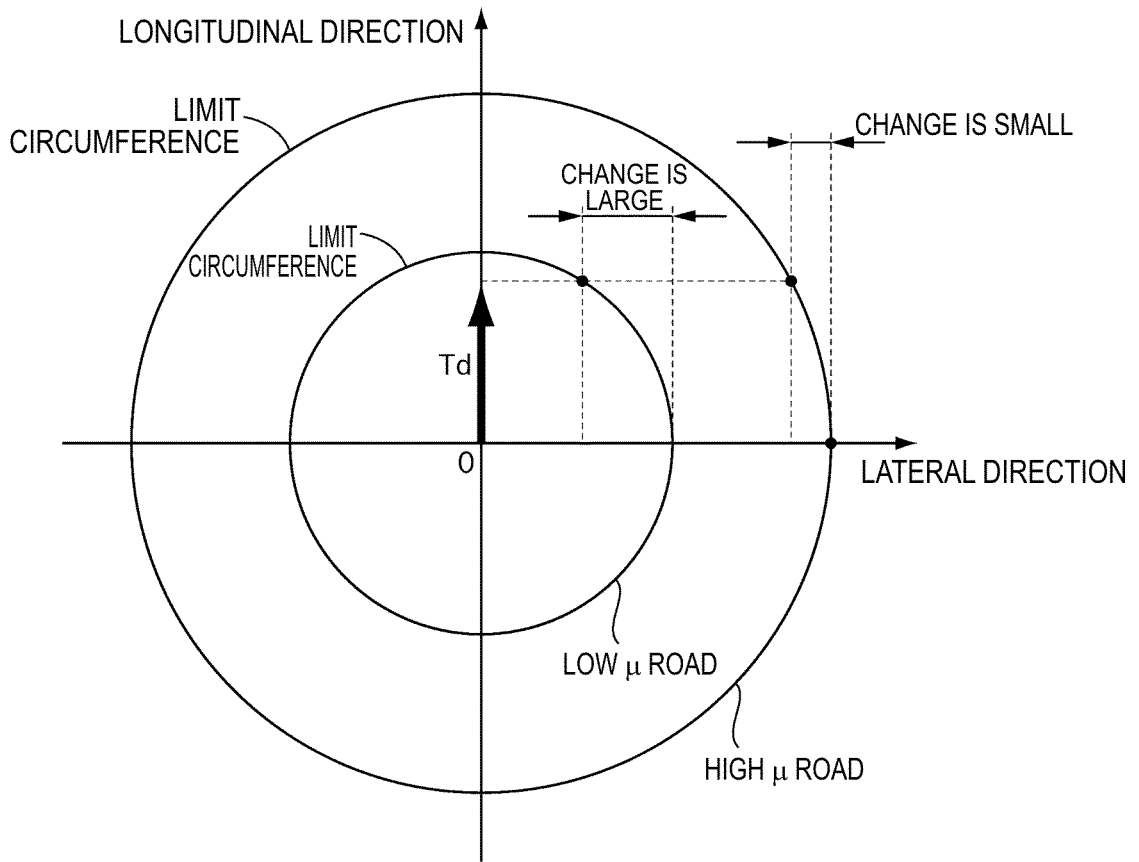 LONGITUDINAL DIRECTION
LIMIT
CIRCUMFERENCE
CHANGE IS SMALL
CHANGE IS
LARGE
LIMIT
CIRCUMFERENCE
Td
0
LATERAL DIRECTION
LOW μ ROAD
HIGH μ ROAD